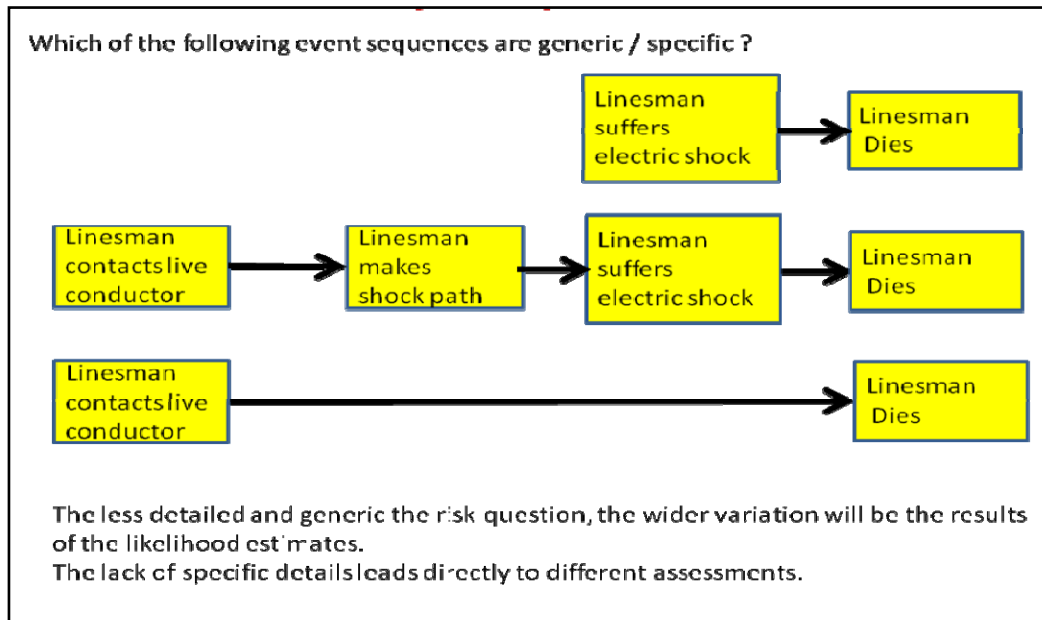 Which of the following event sequences are generic / specific ?
Linesman
suffers
electric shock
Linesman
Dies
Linesman
contacts live
conductor
Linesman
makes
shock path
Linesman
suffers
electric shock
Linesman
Dies
Linesman
contacts live
conductor
Linesman
Dies
The less detailed and generic the risk question, the wider variation will be the results
of the likelihood estimates.
The lack of specific details leads directly to different assessments.